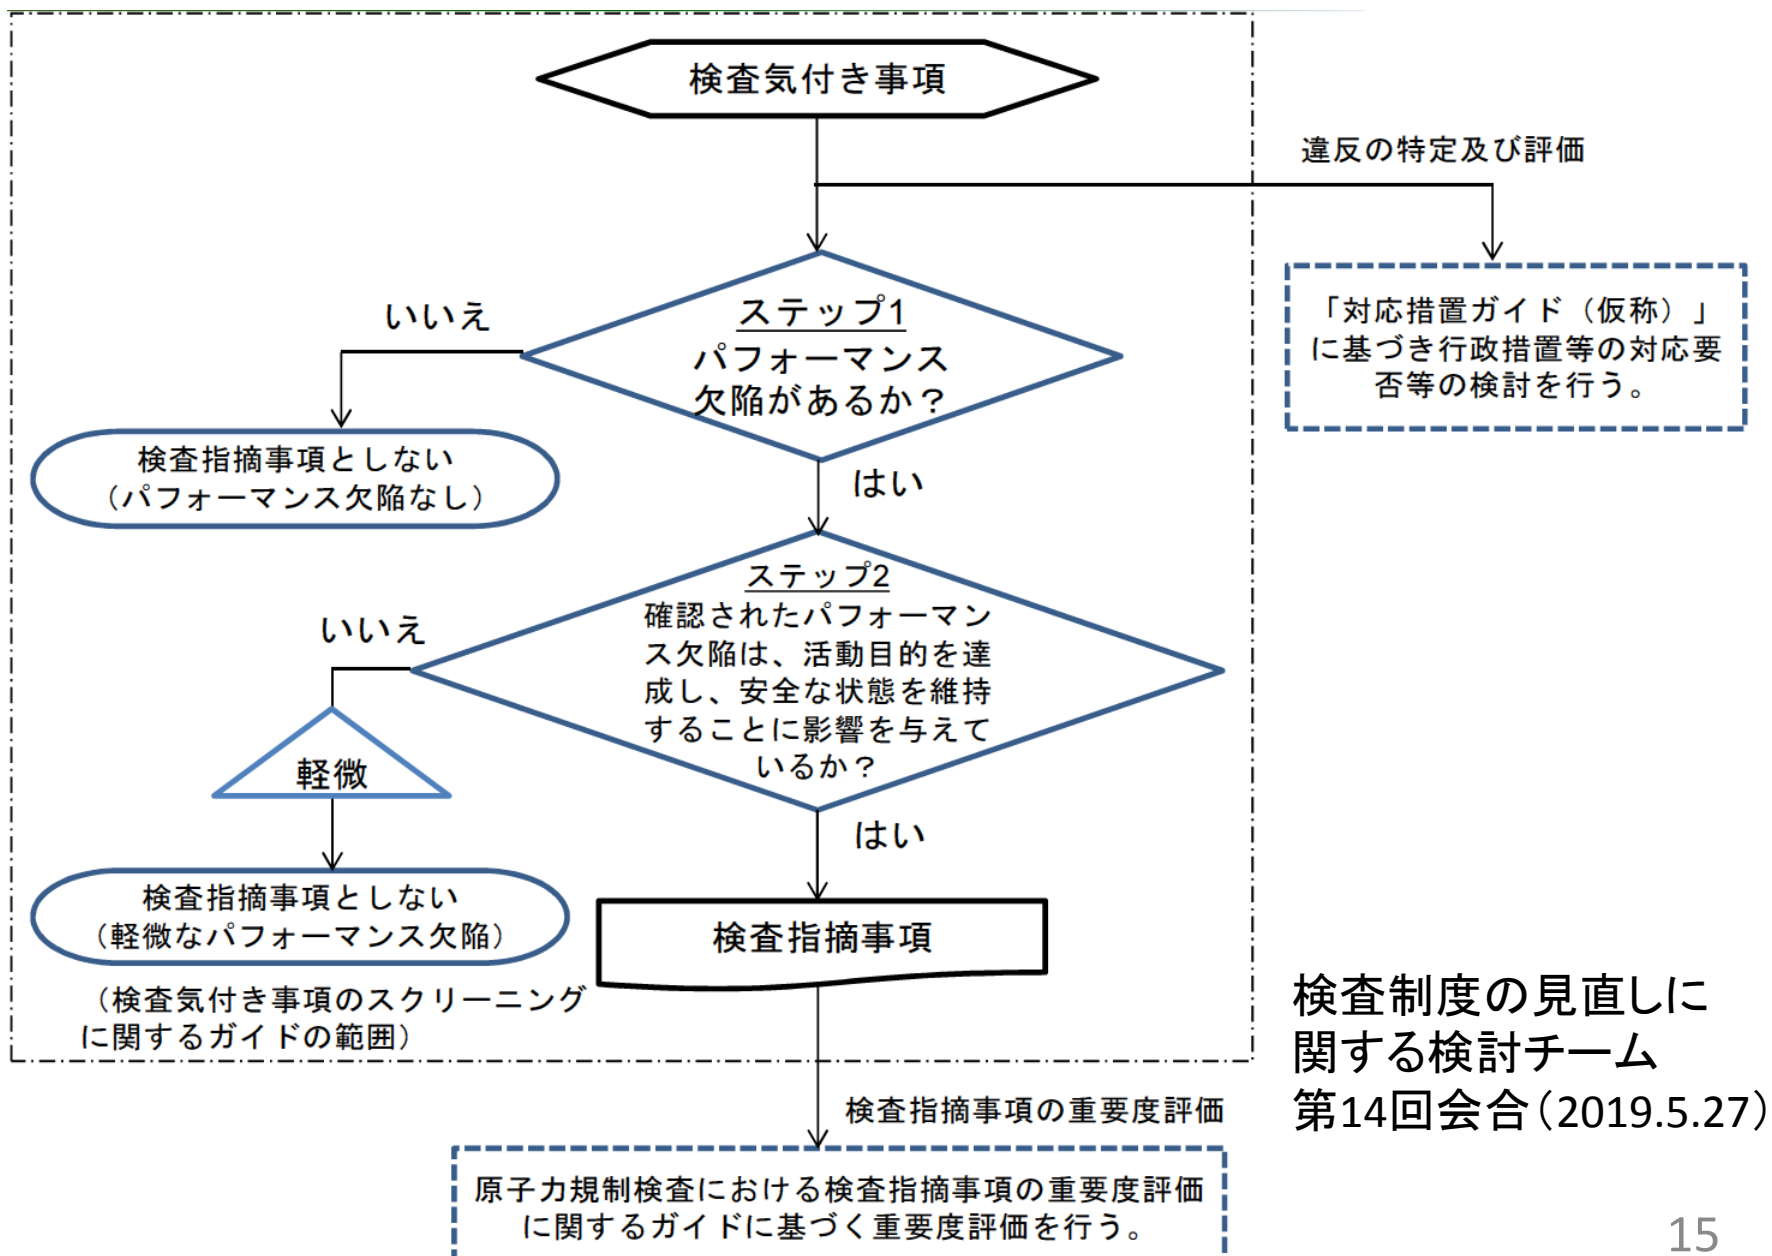 検査気付き事項
違反の特定及び評価
「対応措置ガイド（仮称）」
に基づき行政措置等の対応要
否等の検討を行う。
ステップ1
パフォーマンス
欠陥があるか？
いいえ
検査指摘事項としない
（パフォーマンス欠陥なし）
はい
ステップ2
確認されたパフォーマン
ス欠陥は、活動目的を達
成し、安全な状態を維持
することに影響を与えて
いるか？
いいえ
軽微
検査指摘事項としない
（軽微なパフォーマンス欠陥）
はい
検査指摘事項
（検査気付き事項のスクリーニング
に関するガイドの範囲）
検査指摘事項の重要度評価
原子力規制検査における検査指摘事項の重要度評価
に関するガイドに基づく重要度評価を行う。
検査制度の見直しに
関する検討チーム
第14回会合（2019.5.27）
15